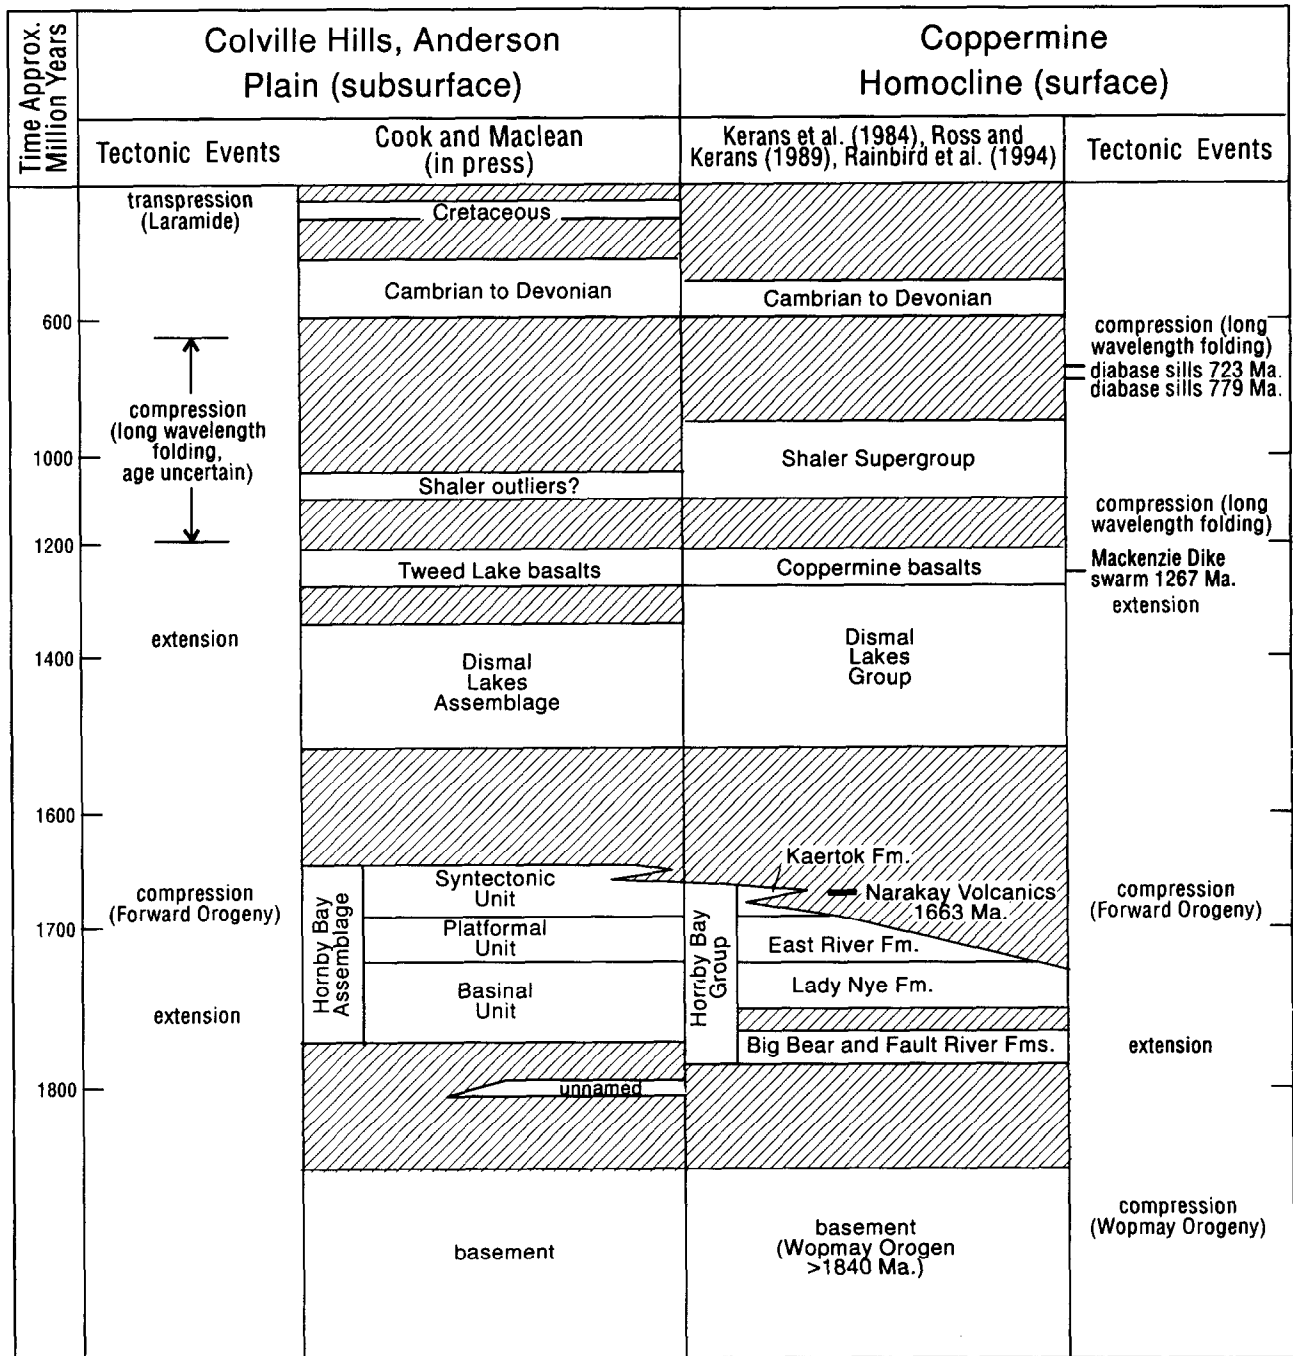 Time Approx.
Million Years
Colville Hills, Anderson
Plain (subsurface)
Coppermine
Homocline (surface)
Tectonic Events
Cook and Maclean
(in press)
Kerans et al. (1984), Ross and
Kerans (1989), Rainbird et al. (1994)
Tectonic Events
transpression
(Laramide)
Cretaceous
Cambrian to Devonian
Cambrian to Devonian
600
compression (long
wavelength folding)
diabase sills 723 Ma.
diabase sills 779 Ma.
compression
(long wavelength
folding,
age uncertain)
1000
Shaler Supergroup
Shaler outliers?
compression (long
wavelength folding)
1200
Tweed Lake basalts
Coppermine basalts
Mackenzie Dike
swarm 1267 Ma.
extension
extension
1400
Dismal
Lakes
Assemblage
Dismal
Lakes
Group
1600
Kaertok Fm.
Narakay Volcanics
1663 Ma.
compression
(Forward Orogeny)
Hornby Bay
Assemblage
Syntectonic
Unit
Platformal
Unit
Basinal
Unit
Hornby Bay
Group
East River Fm.
Lady Nye Fm.
Big Bear and Fault River Fms.
compression
(Forward Orogeny)
1700
extension
extension
1800
unnamed
basement
basement
(Wopmay Orogen
>1840 Ma.)
compression
(Wopmay Orogeny)